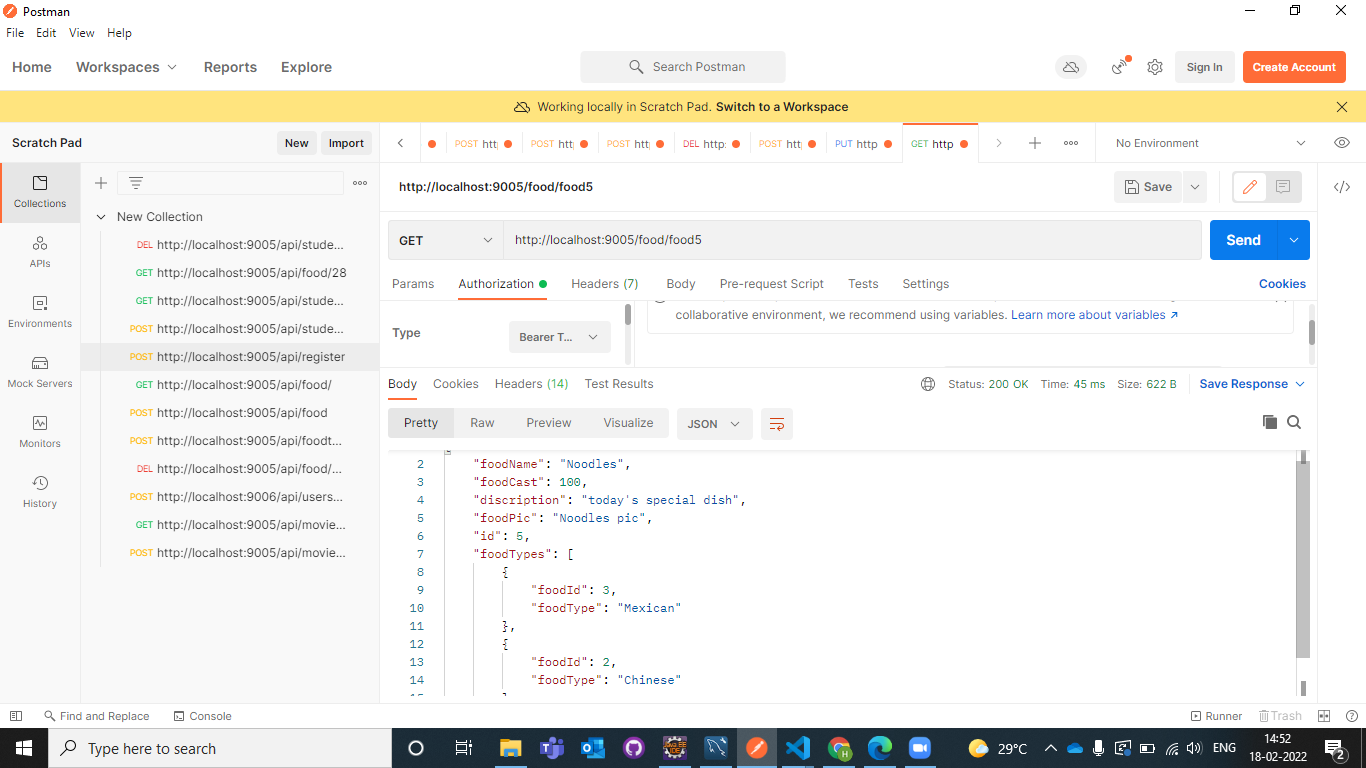 Postman
File Edit View Help
Home Workspaces Reports Explore Search Postman Sign In Create Account
Working locally in Scratch Pad. Switch to a Workspace
Scratch Pad New Import
POST POST POST DEL http: POST PUT http GET http No Environment
Collections
APIs
Environments
Mock Servers
Monitors
History
New Collection
DEL http://localhost:9005/api/stude...
GET http://localhost:9005/api/food/28
GET http://localhost:9005/api/stude...
POST http://localhost:9005/api/stude...
POST http://localhost:9005/api/register
GET http://localhost:9005/api/food/
POST http://localhost:9005/api/food
POST http://localhost:9005/api/foodt...
DEL http://localhost:9005/api/food/...
POST http://localhost:9006/api/users...
GET http://localhost:9005/api/movie...
POST http://localhost:9005/api/movie...
http://localhost:9005/food/food5 Save
GET http://localhost:9005/food/food5 Send
Params Authorization Headers (7) Body Pre-request Script Tests Settings Cookies
Type Bearer T...
collaborative environment, we recommend using variables. Learn more about variables ↗
Body Cookies Headers (14) Test Results Status: 200 OK Time: 45 ms Size: 622 B Save Response
Pretty Raw Preview Visualize JSON
2 "foodName": "Noodles",
3 "foodCast": 100,
4 "discription": "today's special dish",
5 "foodPic": "Noodles pic",
6 "id": 5,
7 "foodTypes": [
8 {
9 "foodId": 3,
10 "foodType": "Mexican"
11 },
12 {
13 "foodId": 2,
14 "foodType": "Chinese"
Find and Replace Console Runner Trash
Type here to search 29°C ENG 14:52
18-02-2022 2